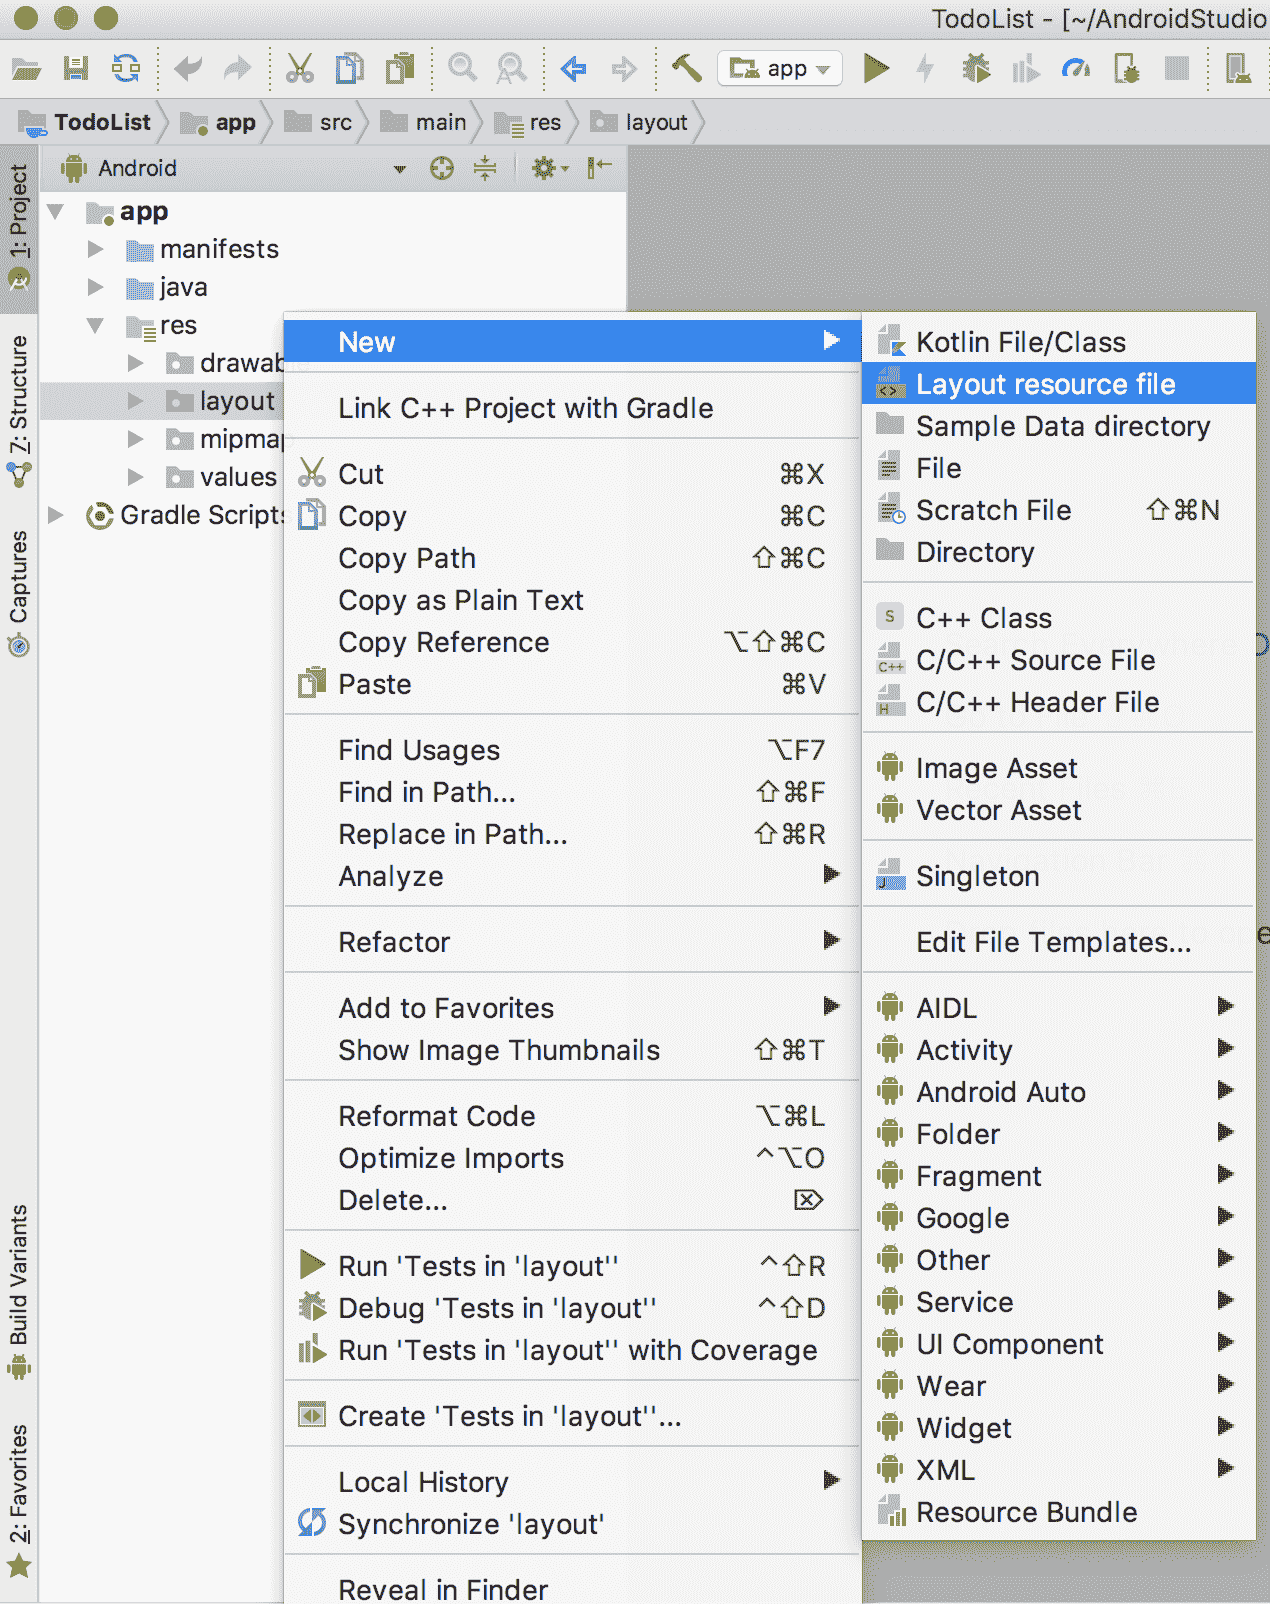 TodoList - [~/AndroidStudio
app
TodoList
app
src
main
res
layout
1: Project
7: Structure
Captures
Build Variants
2: Favorites
Android
app
manifests
java
res
drawab
layout
mipmap
values
Gradle Scripts
New
Link C++ Project with Gradle
Cut ⌘X
Copy ⌘C
Copy Path ⇧⌘C
Copy as Plain Text
Copy Reference ⌥⇧⌘C
Paste ⌘V
Find Usages ⌥F7
Find in Path... ⇧⌘F
Replace in Path... ⇧⌘R
Analyze
Refactor
Add to Favorites
Show Image Thumbnails ⇧⌘T
Reformat Code ⌥⌘L
Optimize Imports ^⌥O
Delete... ⌦
Run 'Tests in 'layout'' ^⇧R
Debug 'Tests in 'layout'' ^⇧D
Run 'Tests in 'layout'' with Coverage
Create 'Tests in 'layout''...
Local History
Synchronize 'layout'
Reveal in Finder
Kotlin File/Class
Layout resource file
Sample Data directory
File
Scratch File ⇧⌘N
Directory
C++ Class
C/C++ Source File
C/C++ Header File
Image Asset
Vector Asset
Singleton
Edit File Templates...
AIDL
Activity
Android Auto
Folder
Fragment
Google
Other
Service
UI Component
Wear
Widget
XML
Resource Bundle